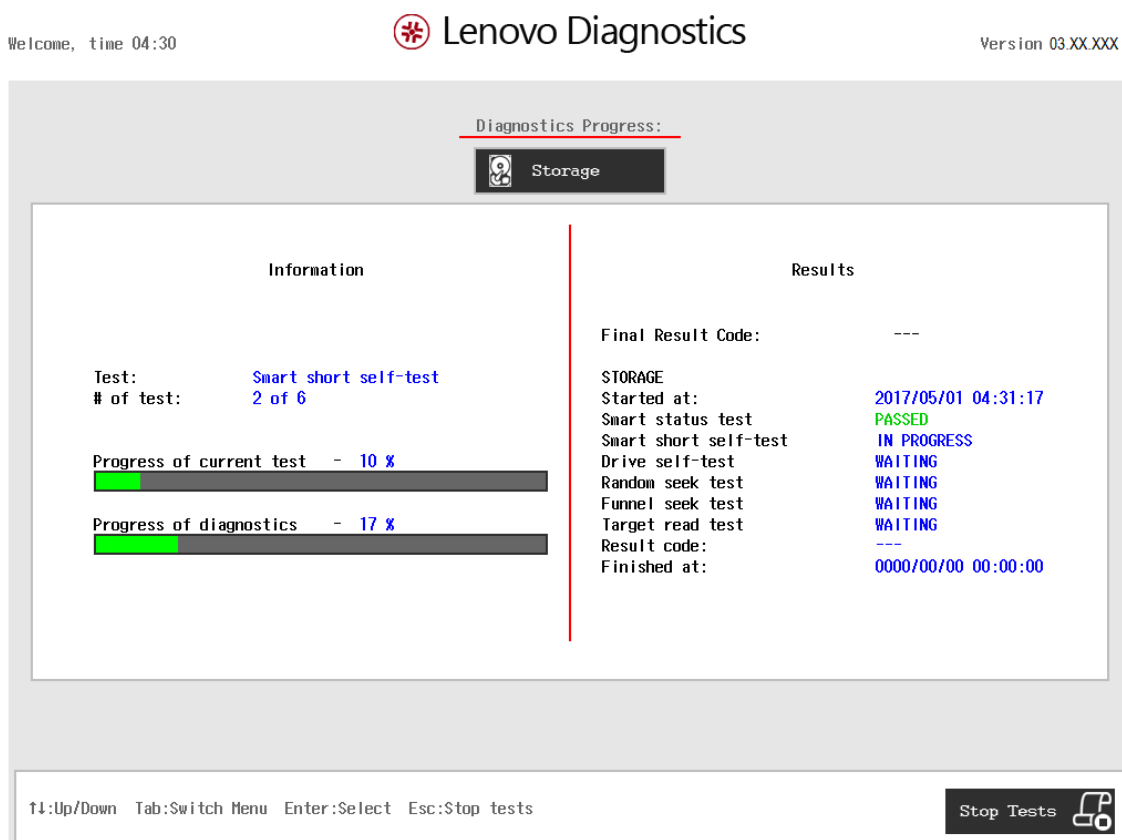 Welcome, time 04:30
Lenovo Diagnostics
Version 03.XX.XXX
Diagnostics Progress:
Storage
Information
Test: Smart short self-test
# of test: 2 of 6
Progress of current test - 10 %
Progress of diagnostics - 17 %
Results
Final Result Code: ---
STORAGE
Started at: 2017/05/01 04:31:17
Smart status test PASSED
Smart short self-test IN PROGRESS
Drive self-test WAITING
Random seek test WAITING
Funnel seek test WAITING
Target read test WAITING
Result code: ---
Finished at: 0000/00/00 00:00:00
↑↓:Up/Down Tab:Switch Menu Enter:Select Esc:Stop tests
Stop Tests